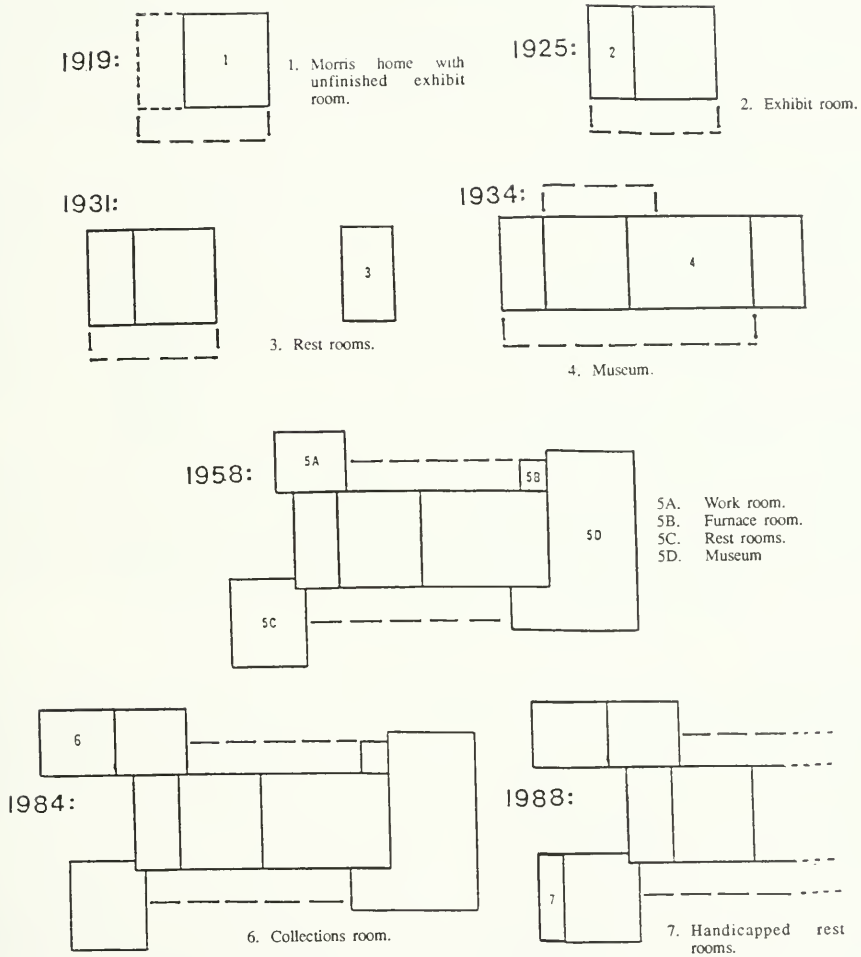 1919:
1
1. Morris home with
unfinished exhibit
room.
1925:
2
2. Exhibit room.
1931:
3
3. Rest rooms.
1934:
4
4. Museum.
1958:
5A
5B
5C
5D
5A. Work room.
5B. Furnace room.
5C. Rest rooms.
5D. Museum
1984:
6
6. Collections room.
1988:
7
7. Handicapped rest
rooms.